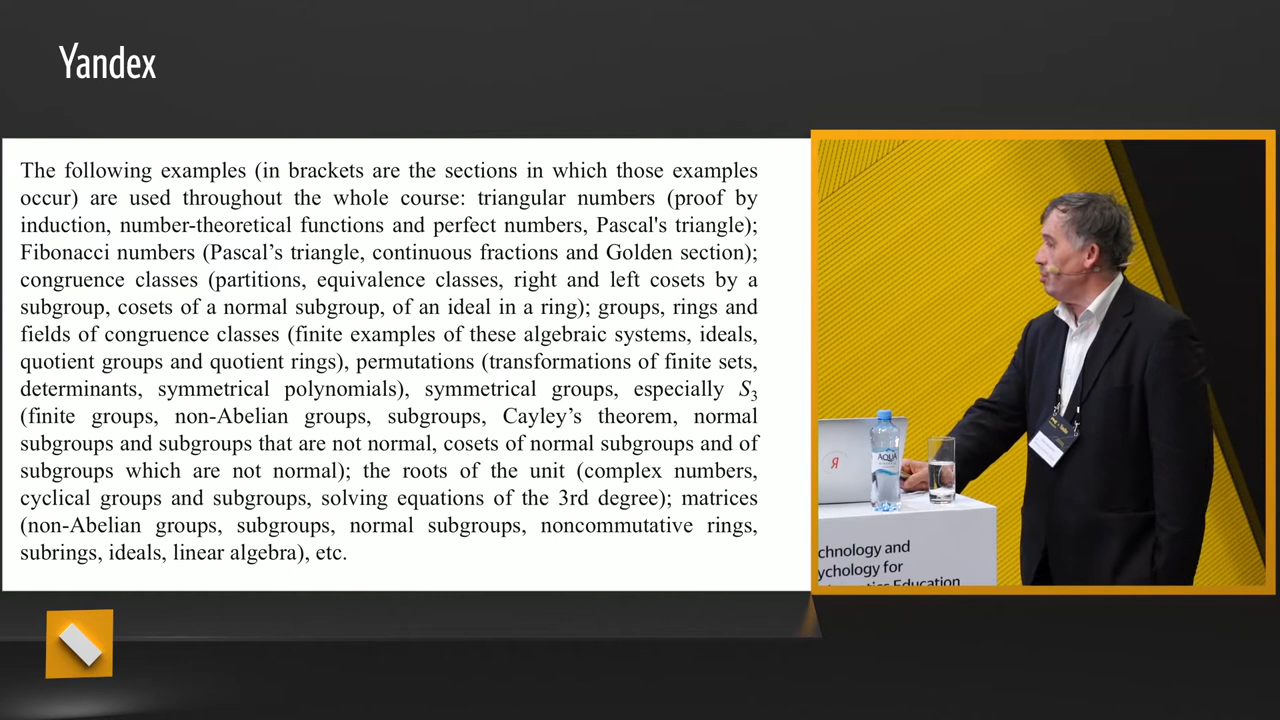 Yandex
The following examples (in brackets are the sections in which those examples
occur) are used throughout the whole course: triangular numbers (proof by
induction, number-theoretical functions and perfect numbers, Pascal's triangle);
Fibonacci numbers (Pascal’s triangle, continuous fractions and Golden section);
congruence classes (partitions, equivalence classes, right and left cosets by a
subgroup, cosets of a normal subgroup, of an ideal in a ring); groups, rings and
fields of congruence classes (finite examples of these algebraic systems, ideals,
quotient groups and quotient rings), permutations (transformations of finite sets,
determinants, symmetrical polynomials), symmetrical groups, especially S₃
(finite groups, non-Abelian groups, subgroups, Cayley’s theorem, normal
subgroups and subgroups that are not normal, cosets of normal subgroups and of
subgroups which are not normal); the roots of the unit (complex numbers,
cyclical groups and subgroups, solving equations of the 3rd degree); matrices
(non-Abelian groups, subgroups, normal subgroups, noncommutative rings,
subrings, ideals, linear algebra), etc.
Я
AQUA
chnology and
ychology for
Education